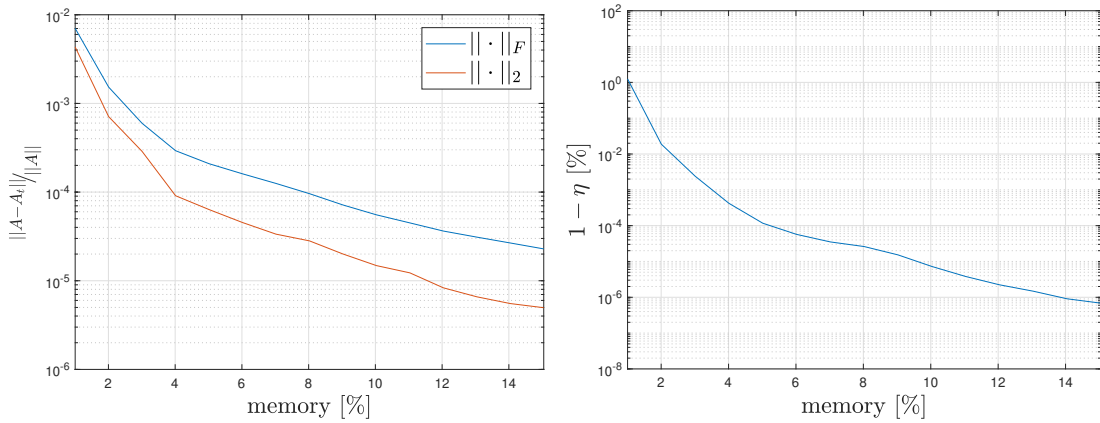 10^-2
10^-3
10^-4
10^-5
10^-6
||A−A_t||/||A||
|| · ||_F
|| · ||_2
2 4 6 8 10 12 14
memory [%]
10^2
10^0
10^-2
10^-4
10^-6
10^-8
1 − η [%]
2 4 6 8 10 12 14
memory [%]